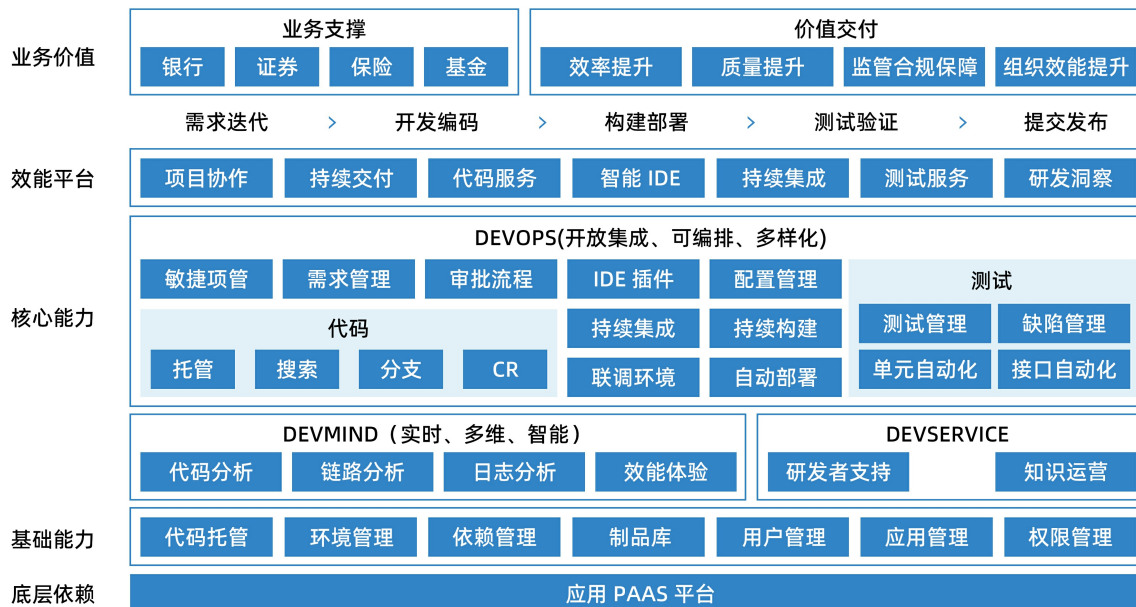 业务价值
业务支撑
银行 证券 保险 基金
价值交付
效率提升 质量提升 监管合规保障 组织效能提升
需求迭代 > 开发编码 > 构建部署 > 测试验证 > 提交发布
效能平台
项目协作 持续交付 代码服务 智能 IDE 持续集成 测试服务 研发洞察
核心能力
DEVOPS(开放集成、可编排、多样化)
敏捷项管 需求管理 审批流程 IDE 插件 配置管理
代码
托管 搜索 分支 CR
持续集成 持续构建
联调环境 自动部署
测试
测试管理 缺陷管理
单元自动化 接口自动化
DEVMIND（实时、多维、智能）
代码分析 链路分析 日志分析 效能体验
DEVSERVICE
研发者支持 知识运营
基础能力
代码托管 环境管理 依赖管理 制品库 用户管理 应用管理 权限管理
底层依赖
应用 PAAS 平台